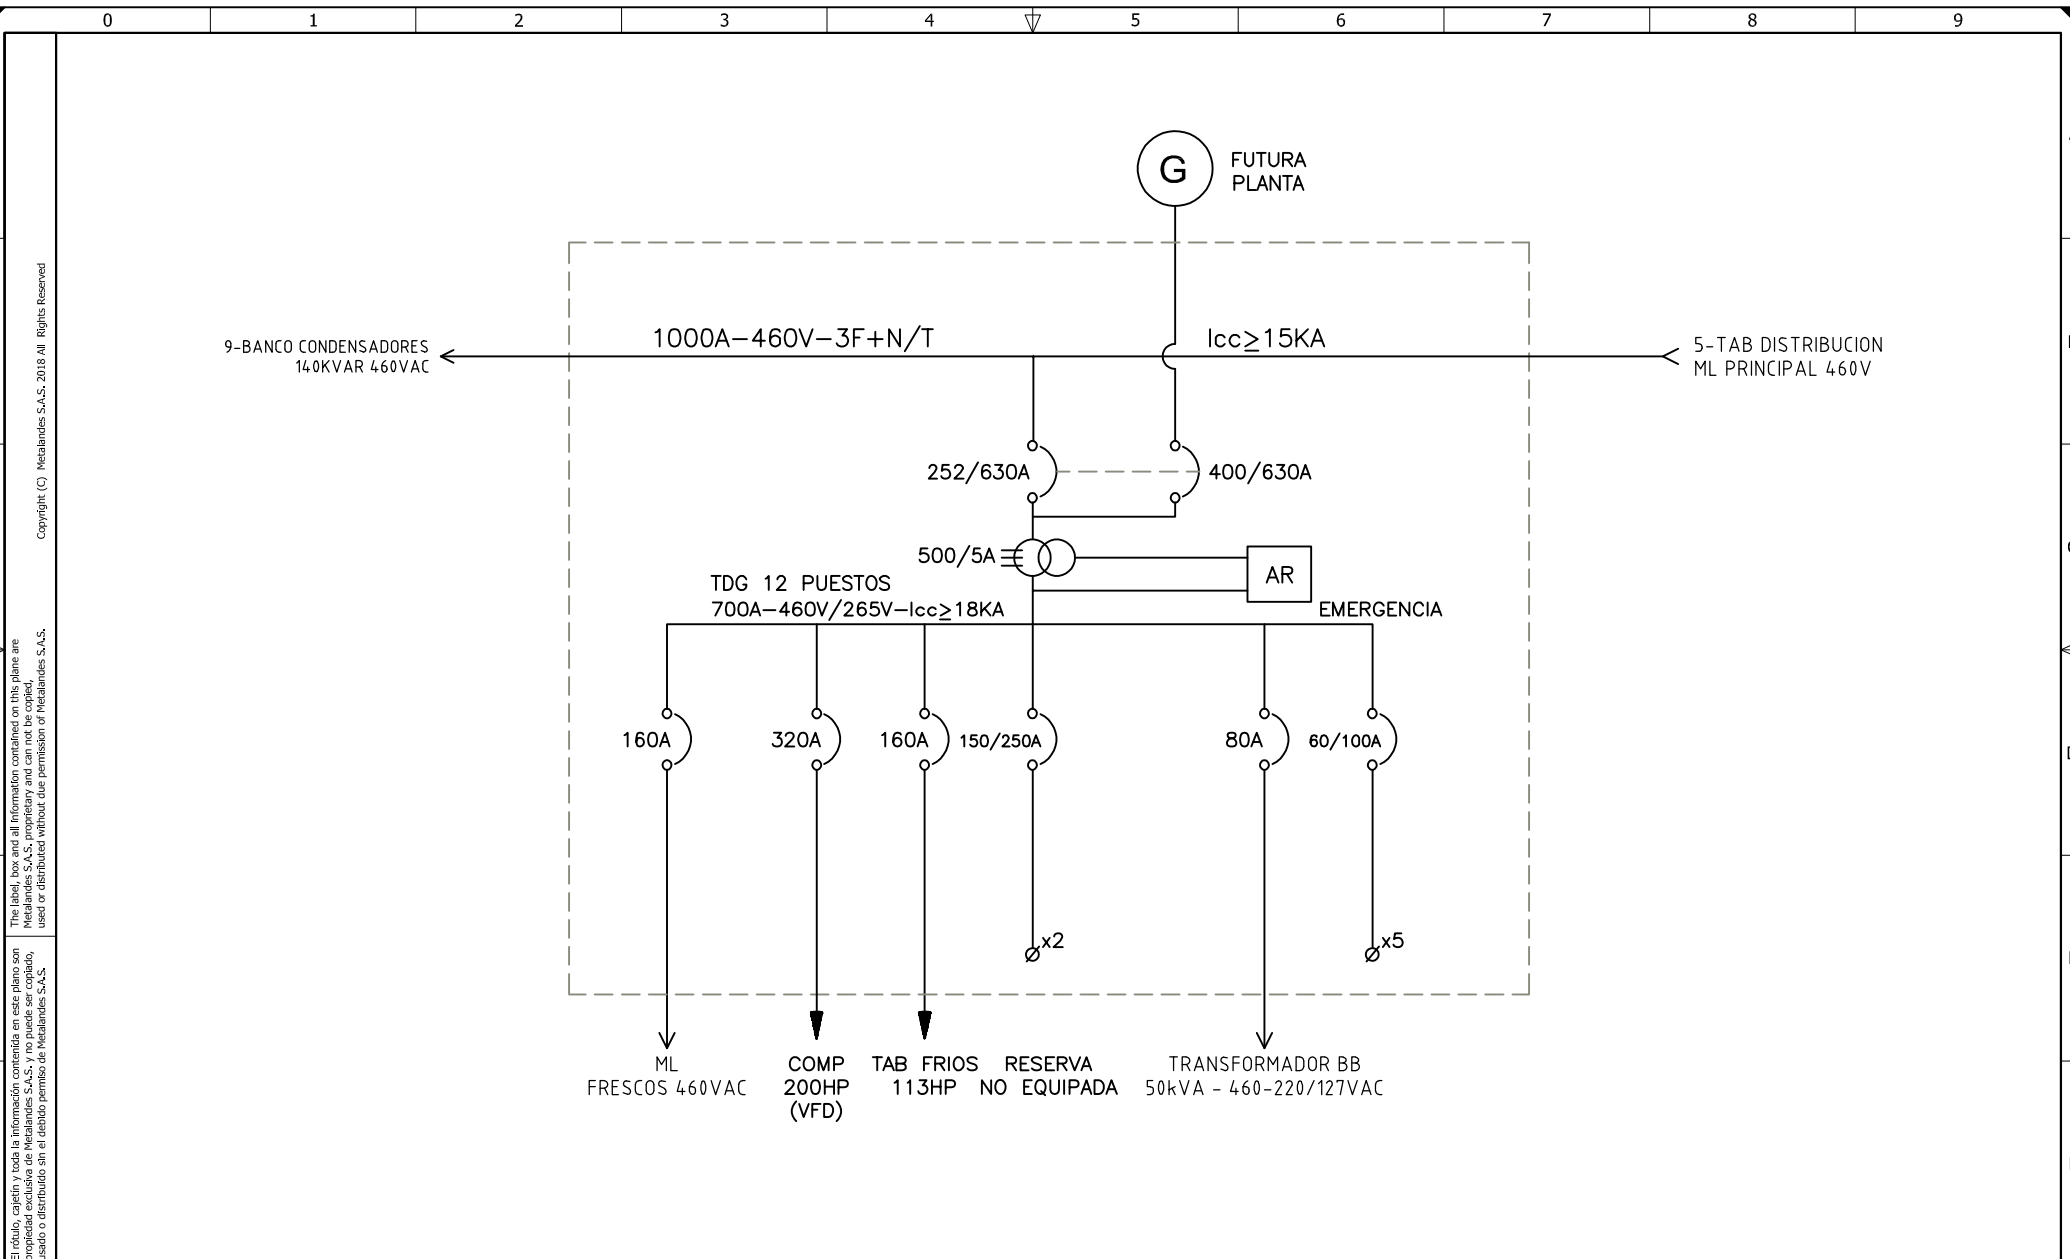 0 1 2 3 4 5 6 7 8 9
G
FUTURA
PLANTA
9-BANCO CONDENSADORES
140KVAR 460VAC
1000A-460V-3F+N/T
Icc≥15KA
5-TAB DISTRIBUCION
ML PRINCIPAL 460V
252/630A
400/630A
500/5A
AR
TDG 12 PUESTOS
700A-460V/265V-Icc≥18KA
EMERGENCIA
160A
320A
160A
150/250A
80A
60/100A
x2
x5
ML
FRESCOS 460VAC
COMP
200HP
(VFD)
TAB FRIOS
113HP
RESERVA
NO EQUIPADA
TRANSFORMADOR BB
50kVA - 460-220/127VAC
Copyright (C) Metalandes S.A.S. 2018 All Rights Reserved
The label, box and all information contained on this plane are
Metalandes S.A.S. proprietary and can not be copied,
used or distributed without due permission of Metalandes S.A.S.
El rótulo, cajetín y toda la información contenida en este plano son
propiedad exclusiva de Metalandes S.A.S. y no puede ser copiado,
usado o distribuido sin el debido permiso de Metalandes S.A.S.